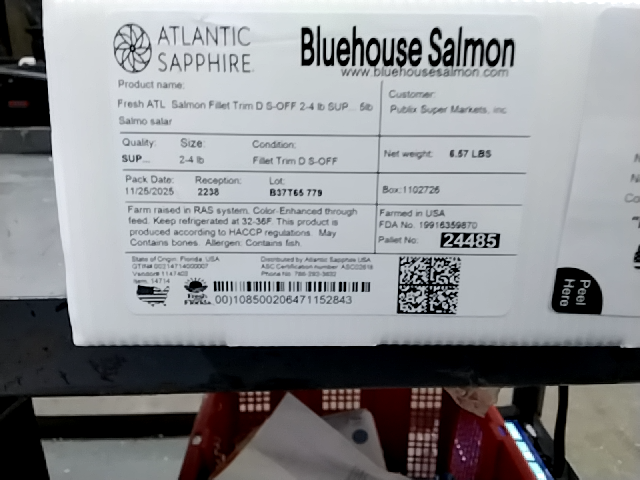 ATLANTIC SAPPHIRE.
Bluehouse Salmon
www.bluehousesalmon.com
Product name:
Fresh ATL Salmon Fillet Trim D S-OFF 2-4 lb SUP... 5lb
Salmo salar
Customer:
Publix Super Markets, Inc
Quality: Size: Condition:
SUP... 2-4 lb Fillet Trim D S-OFF
Net weight: 6.57 LBS
Pack Date: Reception: Lot:
11/25/2025 2238 B37T65 779
Box:1102726
Farm raised in RAS system. Color-Enhanced through
feed. Keep refrigerated at 32-36F. This product is
produced according to HACCP regulations. May
Contains bones. Allergen: Contains fish.
Farmed in USA
FDA No. 19916359870
Pallet No: 24485
State of Origin: Florida, USA
Distributed by Atlantic Sapphire USA
Item: 14714
Fresh
Florida
00)108500206471152843
Peel
Here